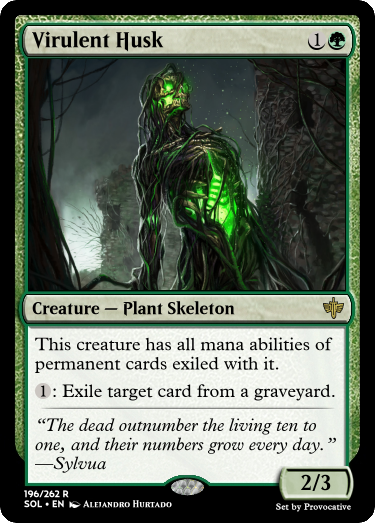 Virulent Husk 1
Creature — Plant Skeleton
This creature has all mana abilities of
permanent cards exiled with it.
1: Exile target card from a graveyard.
“The dead outnumber the living ten to
one, and their numbers grow every day.”
—Sylvua
2/3
196/262 R
SOL • EN Alejandro Hurtado
Set by Provocative